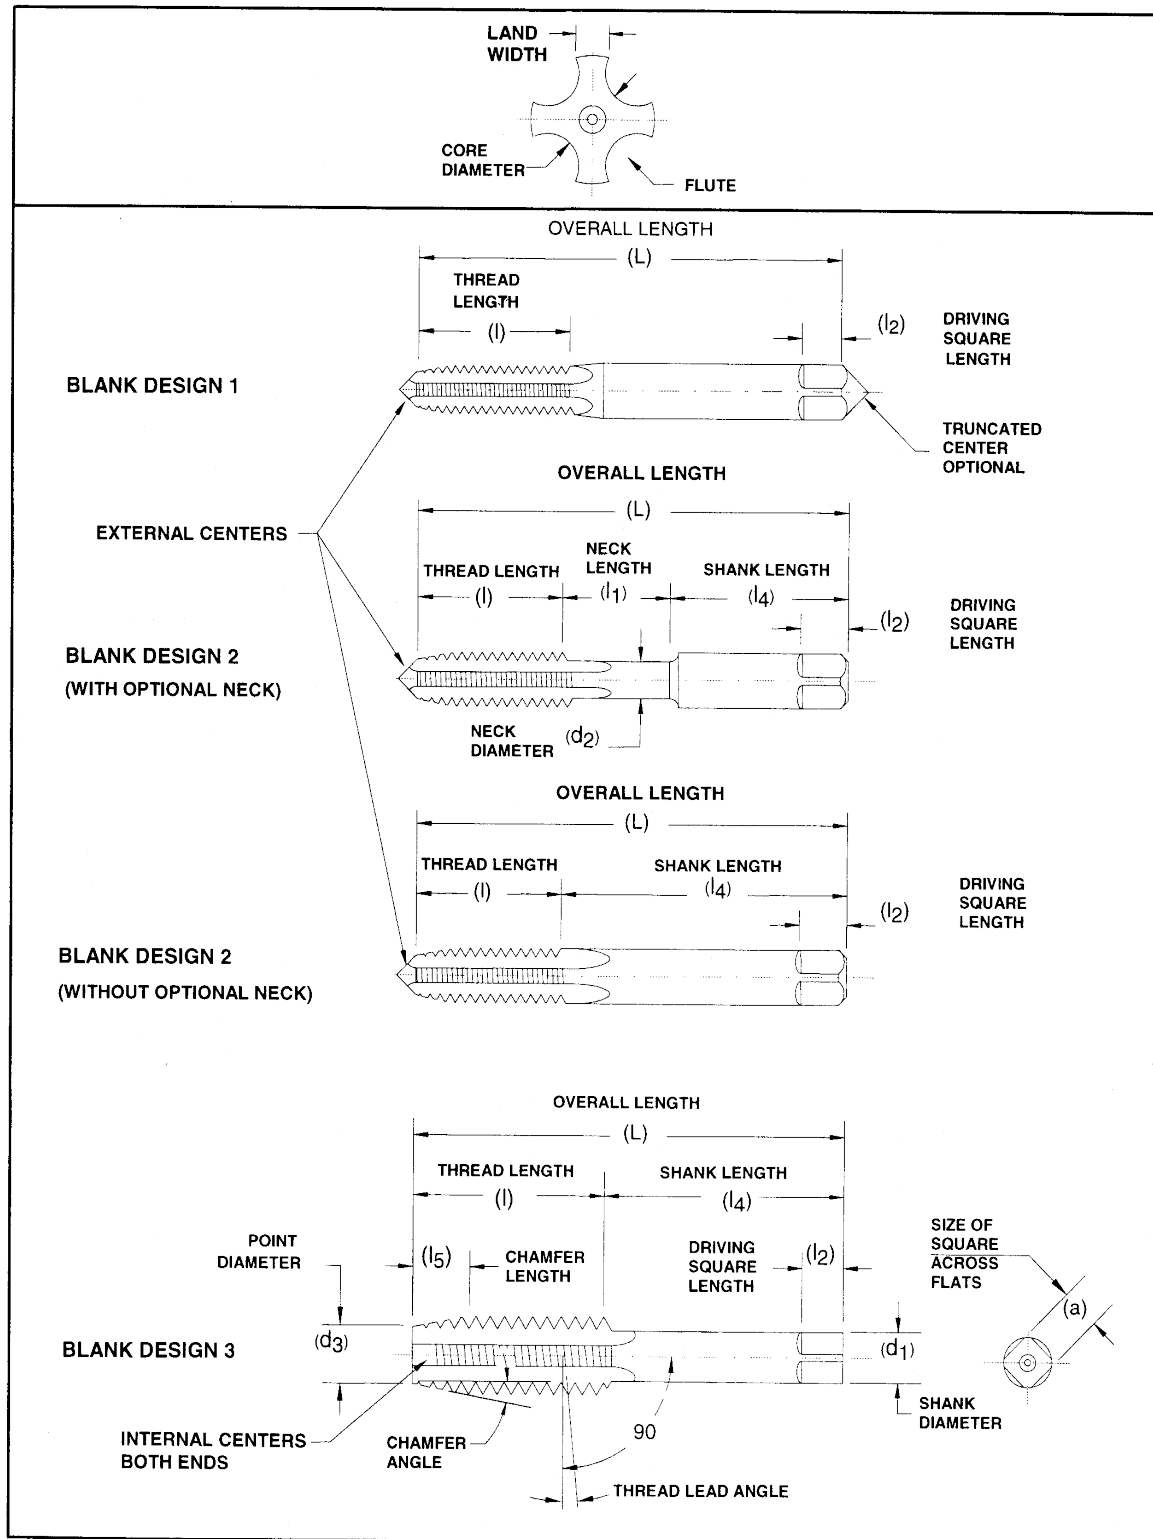 LAND
WIDTH
CORE
DIAMETER
FLUTE
OVERALL LENGTH
(L)
THREAD
LENGTH
(l)
(l2)
DRIVING
SQUARE
LENGTH
BLANK DESIGN 1
TRUNCATED
CENTER
OPTIONAL
OVERALL LENGTH
(L)
EXTERNAL CENTERS
NECK
LENGTH
THREAD LENGTH
SHANK LENGTH
(l)
(l1)
(l4)
(l2)
DRIVING
SQUARE
LENGTH
BLANK DESIGN 2
(WITH OPTIONAL NECK)
NECK
DIAMETER
(d2)
OVERALL LENGTH
(L)
THREAD LENGTH
SHANK LENGTH
(l)
(l4)
(l2)
DRIVING
SQUARE
LENGTH
BLANK DESIGN 2
(WITHOUT OPTIONAL NECK)
OVERALL LENGTH
(L)
THREAD LENGTH
SHANK LENGTH
(l)
(l4)
POINT
DIAMETER
(l5)
CHAMFER
LENGTH
DRIVING
SQUARE
LENGTH
(l2)
SIZE OF
SQUARE
ACROSS
FLATS
(a)
BLANK DESIGN 3
(d3)
(d1)
SHANK
DIAMETER
INTERNAL CENTERS
BOTH ENDS
CHAMFER
ANGLE
90
THREAD LEAD ANGLE